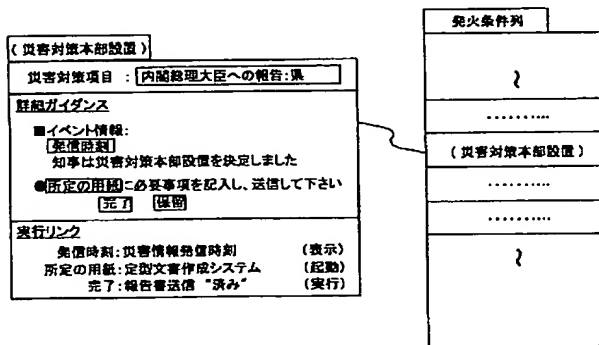 (災害対策本部設置)
災害対策項目 : 内閣総理大臣への報告:県
詳細ガイダンス
■イベント情報:
発信時刻
知事は災害対策本部設置を決定しました
●所定の用紙に必要事項を記入し、送信して下さい
完了 保留
実行リンク
発信時刻:災害情報発信時刻 (表示)
所定の用紙:定型文書作成システム (起動)
完了:報告書送信 "済み" (実行)
発火条件列
~
..........
(災害対策本部設置)
..........
..........
~